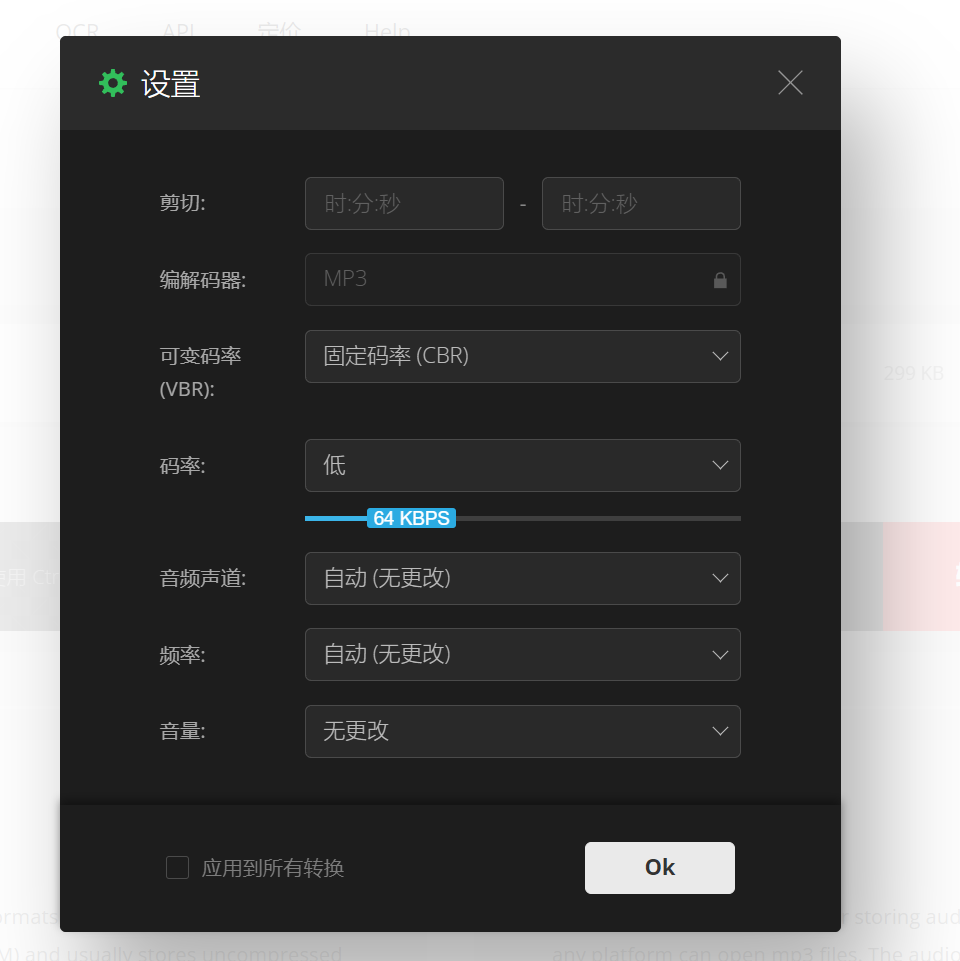 OCR API 定价 Help
设置
剪切: 时:分:秒 - 时:分:秒
编解码器: MP3
可变码率 固定码率 (CBR)
(VBR):
299 KB
码率: 低
64 KBPS
音频声道: 自动 (无更改)
使用 Ctr
频率: 自动 (无更改)
音量: 无更改
应用到所有转换 Ok
ormats storing aud
M) and usually stores uncompressed any platform can open mp3 files. The audio